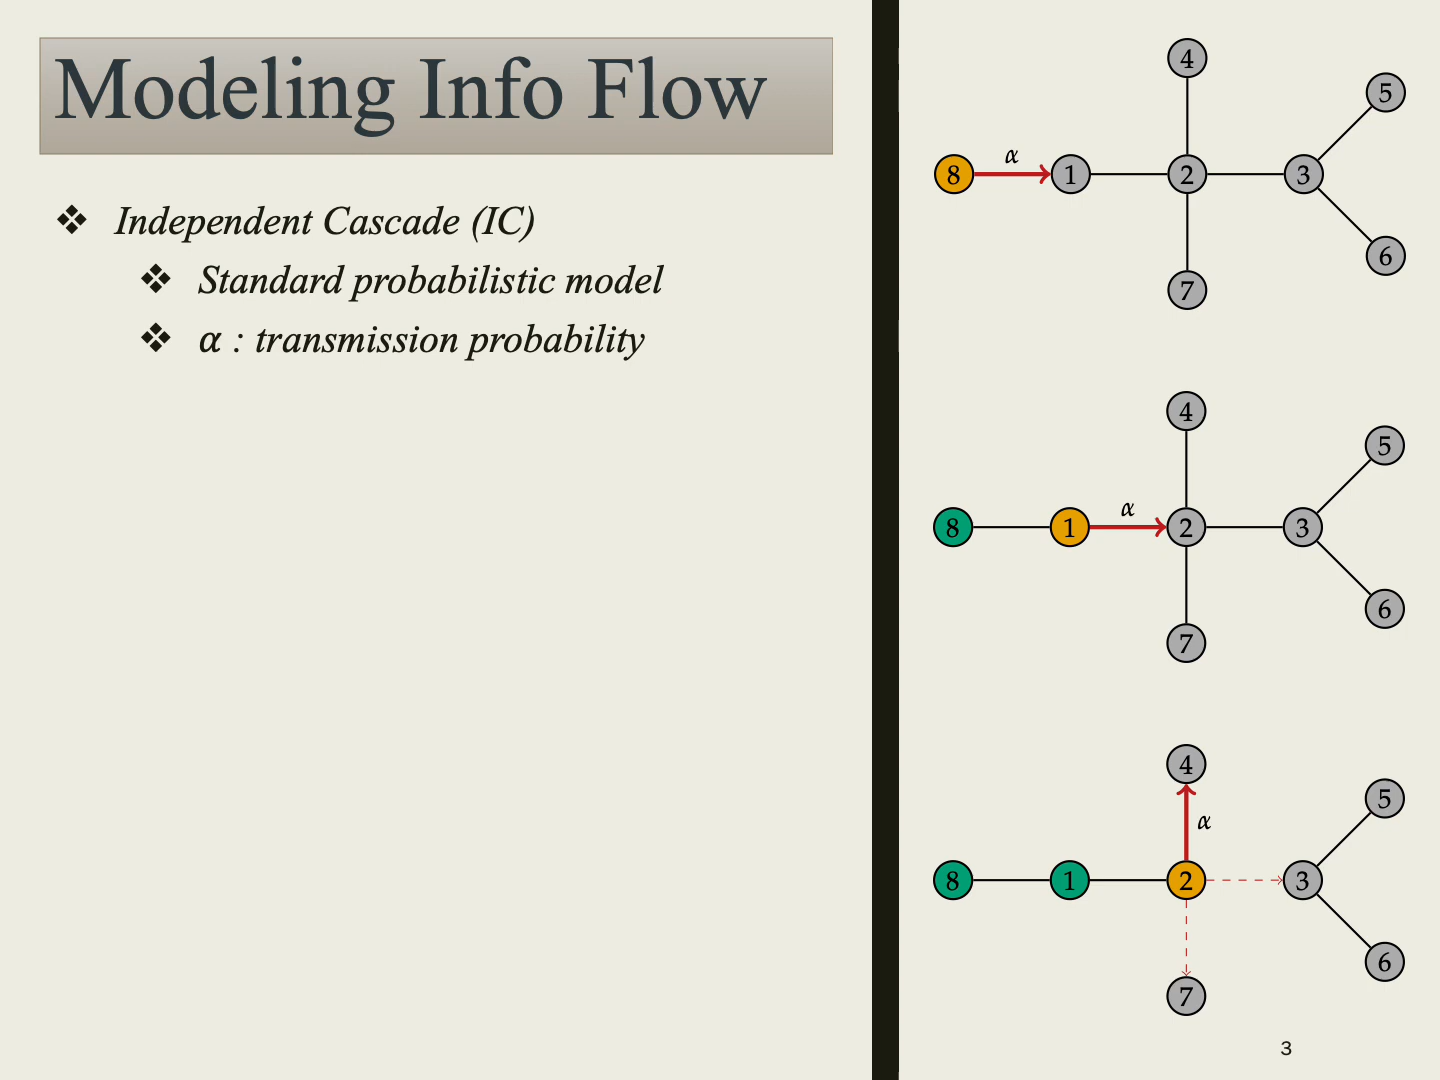 Modeling Info Flow
❖ Independent Cascade (IC)
❖ Standard probabilistic model
❖ α : transmission probability
4
5
α
8 1 2 3
6
7
4
5
α
8 1 2 3
6
7
4
5
α
8 1 2 3
6
7
3